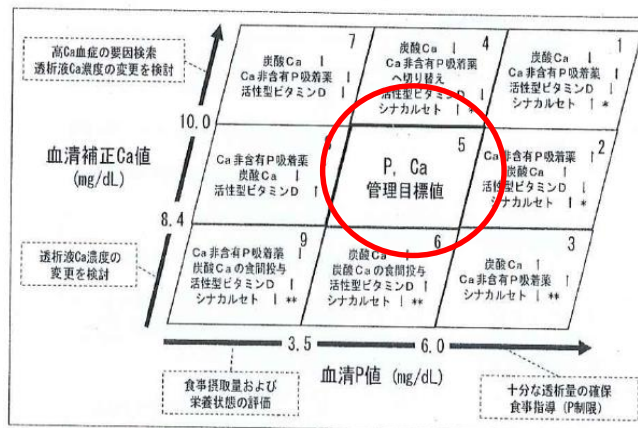 高Ca血症の要因検索
透析液Ca濃度の変更を検討
7
炭酸Ca ↓
Ca非含有P吸着薬 ↓
活性型ビタミンD ↓
4
炭酸Ca ↓
Ca非含有P吸着薬
へ切り替え
活性型ビタミンD ↓
シナカルセト ↑ *
1
炭酸Ca ↓
Ca非含有P吸着薬 ↑
活性型ビタミンD ↓
シナカルセト ↑ *
10.0
血清補正Ca値
(mg/dL)
8.4
Ca非含有P吸着薬 ↓
炭酸Ca ↓
活性型ビタミンD ↑
5
P, Ca
管理目標値
2
Ca非含有P吸着薬 ↑
炭酸Ca ↑
活性型ビタミンD ↓
シナカルセト ↑ *
透析液Ca濃度の
変更を検討
9
Ca非含有P吸着薬 ↓
炭酸Caの食間投与
活性型ビタミンD ↑
シナカルセト ↓ **
6
炭酸Ca ↑
炭酸Caの食間投与
活性型ビタミンD ↑
シナカルセト ↓ **
3
炭酸Ca ↑
Ca非含有P吸着薬 ↑
シナカルセト ↓ **
3.5
6.0
血清P値 (mg/dL)
食事摂取量および
栄養状態の評価
十分な透析量の確保
食事指導 (P制限)